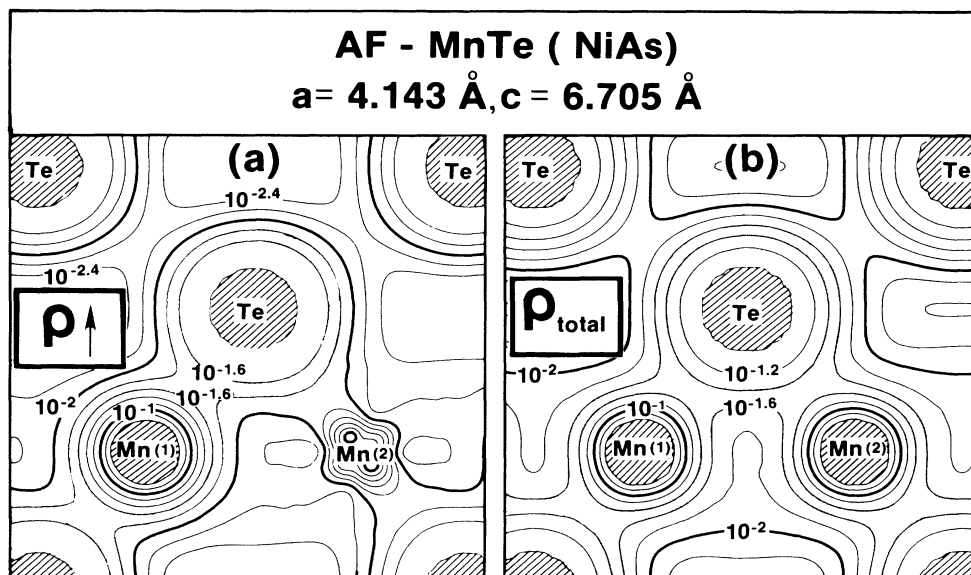 AF - MnTe ( NiAs)
a= 4.143 Å, c = 6.705 Å
(a)
Te
Te
10^-2.4
10^-2.4
ρ ↑
Te
10^-1.6
10^-1.6
10^-2
10^-1
Mn(1)
Mn(2)
(b)
Te
Te
ρ total
Te
10^-2
10^-1.2
10^-1
10^-1.6
Mn(1)
Mn(2)
10^-2